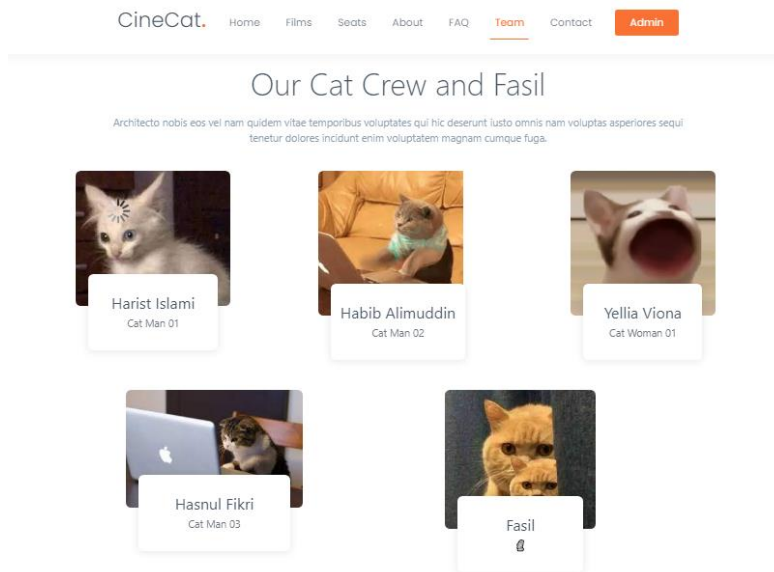 CineCat.
Home Films Seats About FAQ Team Contact Admin
Our Cat Crew and Fasil
Architecto nobis eos vel nam quidem vitae temporibus voluptates qui hic deserunt iusto omnis nam voluptas asperiores sequi
tenetur dolores incidunt enim voluptatem magnam cumque fuga.
Harist Islami
Cat Man 01
Habib Alimuddin
Cat Man 02
Yellia Viona
Cat Woman 01
Hasnul Fikri
Cat Man 03
Fasil